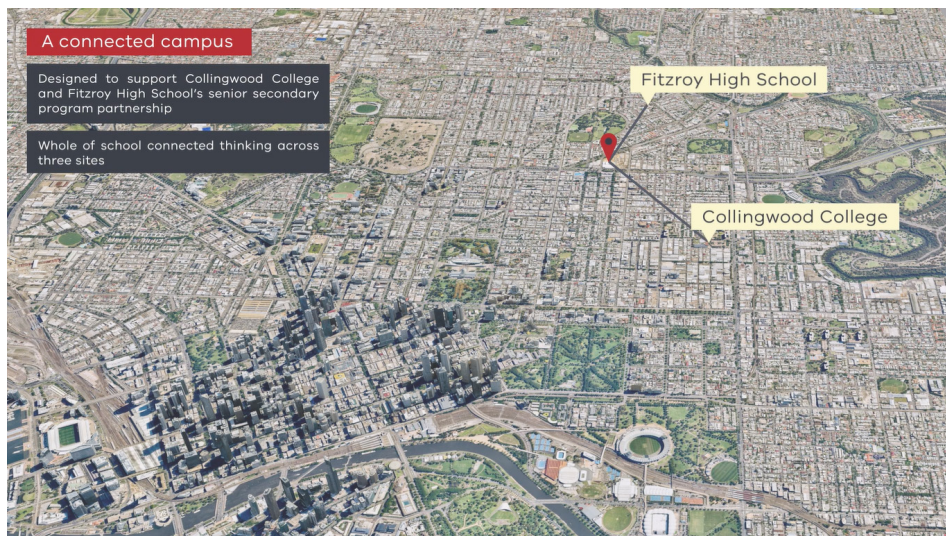 A connected campus
Designed to support Collingwood College
and Fitzroy High School's senior secondary
program partnership
Whole of school connected thinking across
three sites
Fitzroy High School
Collingwood College